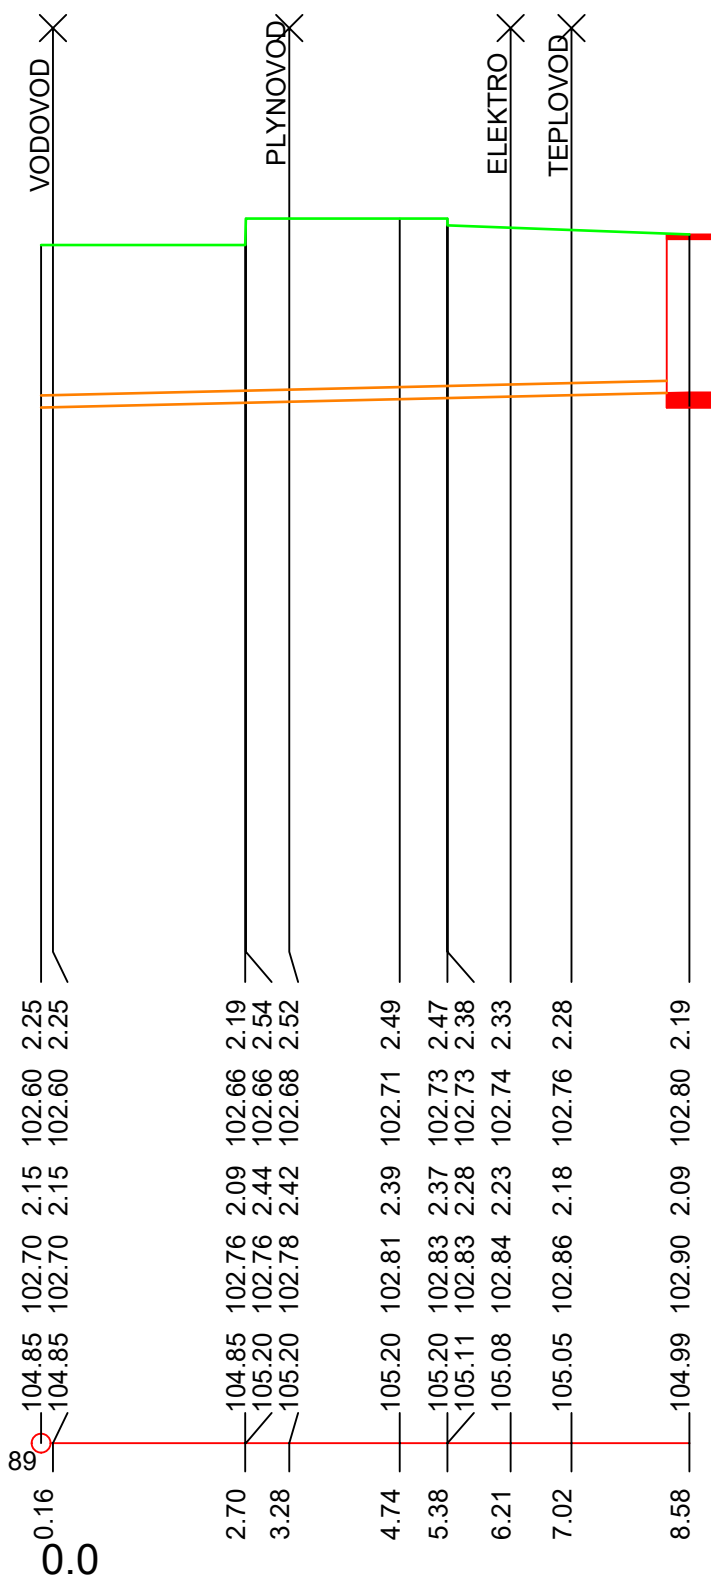 VODOVOD
PLYNOVOD
ELEKTRO
TEPLOVOD
2.25 2.25 2.19 2.54 2.52 2.49 2.47 2.38 2.33 2.28 2.19
102.60 102.60 102.66 102.66 102.68 102.71 102.73 102.73 102.74 102.76 102.80
2.15 2.15 2.09 2.44 2.42 2.39 2.37 2.28 2.23 2.18 2.09
102.70 102.70 102.76 102.76 102.78 102.81 102.83 102.83 102.84 102.86 102.90
104.85 104.85 104.85 105.20 105.20 105.20 105.20 105.11 105.08 105.05 104.99
89
0.16 2.70 3.28 4.74 5.38 6.21 7.02 8.58
0.0